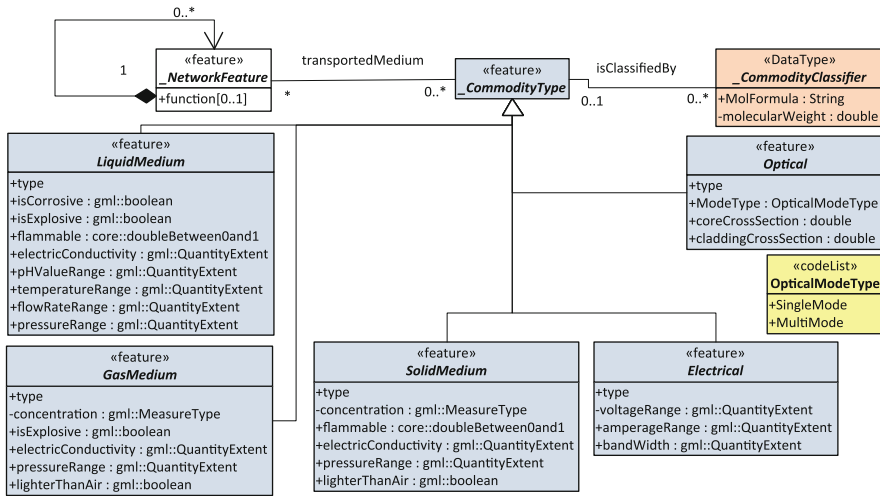 0..*
1
«feature»
_NetworkFeature
+function[0..1]
transportedMedium
*
0..*
«feature»
_CommodityType
isClassifiedBy
0..1
0..*
«DataType»
_CommodityClassifier
+MolFormula : String
-molecularWeight : double
«feature»
LiquidMedium
+type
+isCorrosive : gml::boolean
+isExplosive : gml::boolean
+flammable : core::doubleBetween0and1
+electricConductivity : gml::QuantityExtent
+pHValueRange : gml::QuantityExtent
+temperatureRange : gml::QuantityExtent
+flowRateRange : gml::QuantityExtent
+pressureRange : gml::QuantityExtent
«feature»
Optical
+type
+ModeType : OpticalModeType
+coreCrossSection : double
+claddingCrossSection : double
«codeList»
OpticalModeType
+SingleMode
+MultiMode
«feature»
GasMedium
+type
-concentration : gml::MeasureType
+isExplosive : gml::boolean
+electricConductivity : gml::QuantityExtent
+pressureRange : gml::QuantityExtent
+lighterThanAir : gml::boolean
«feature»
SolidMedium
+type
-concentration : gml::MeasureType
+flammable : core::doubleBetween0and1
+electricConductivity : gml::QuantityExtent
+pressureRange : gml::QuantityExtent
+lighterThanAir : gml::boolean
«feature»
Electrical
+type
-voltageRange : gml::QuantityExtent
+amperageRange : gml::QuantityExtent
+bandWidth : gml::QuantityExtent